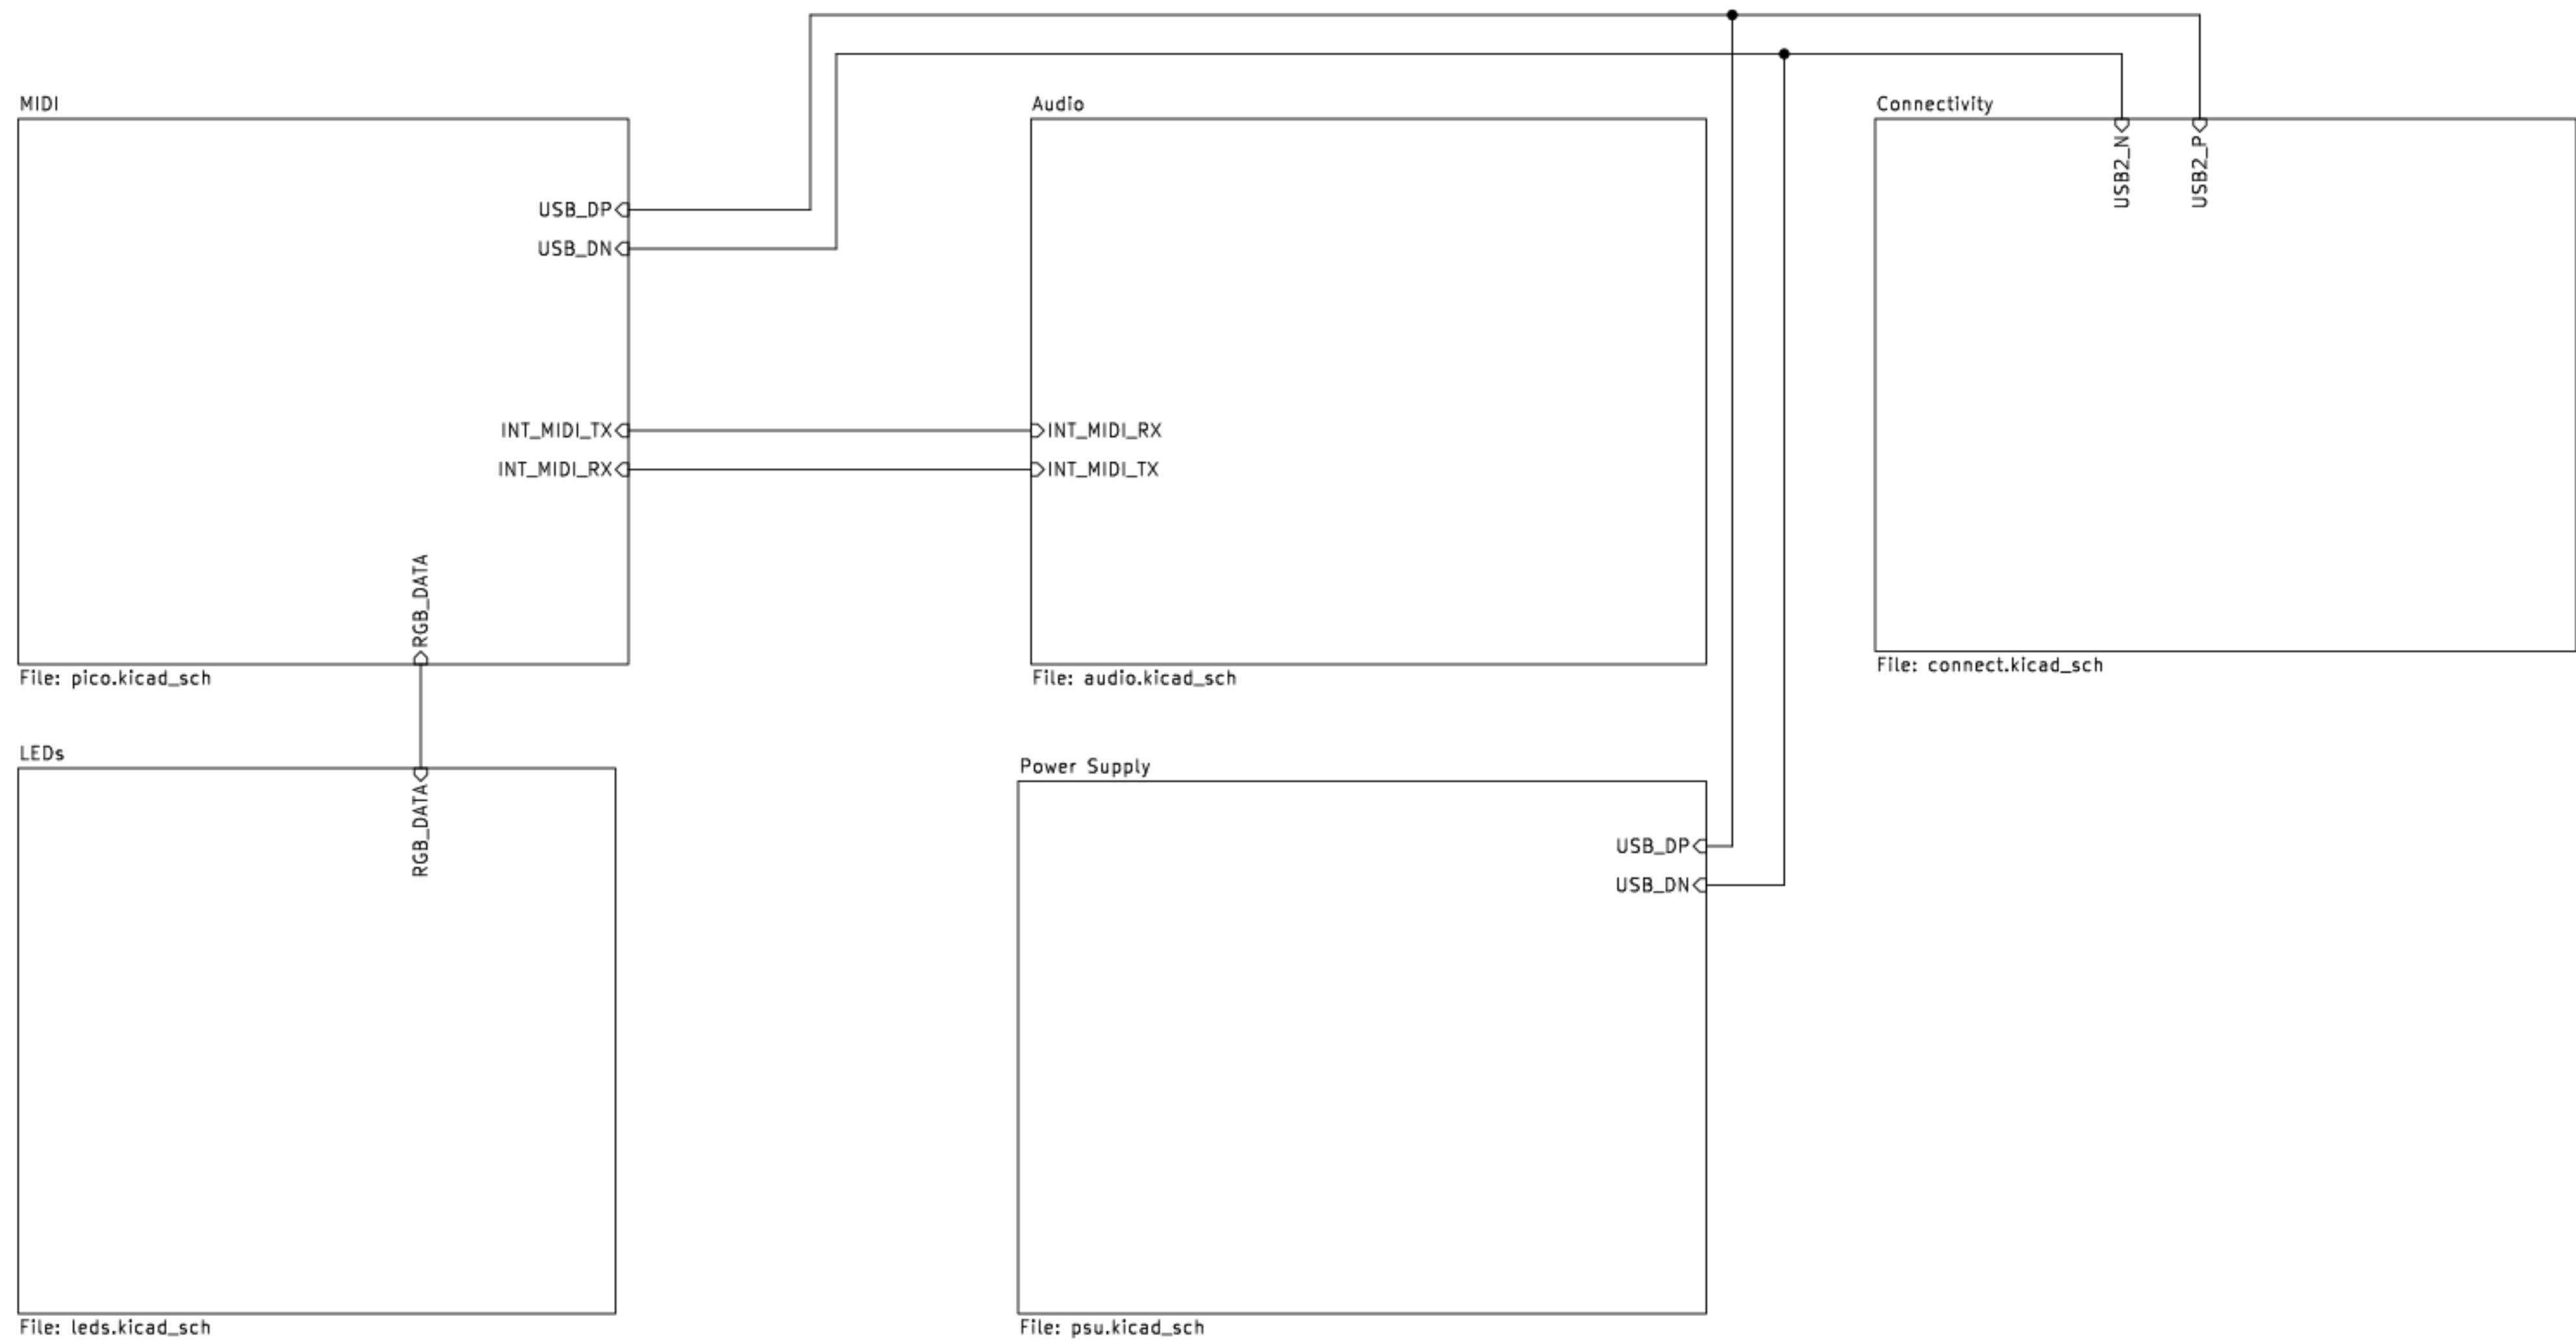 MIDI
Audio
Connectivity
USB_DP
USB_DN
USB2_N
USB2_P
INT_MIDI_TX
INT_MIDI_RX
INT_MIDI_RX
INT_MIDI_TX
RGB_DATA
File: pico.kicad_sch
File: audio.kicad_sch
File: connect.kicad_sch
LEDs
Power Supply
RGB_DATA
USB_DP
USB_DN
File: leds.kicad_sch
File: psu.kicad_sch